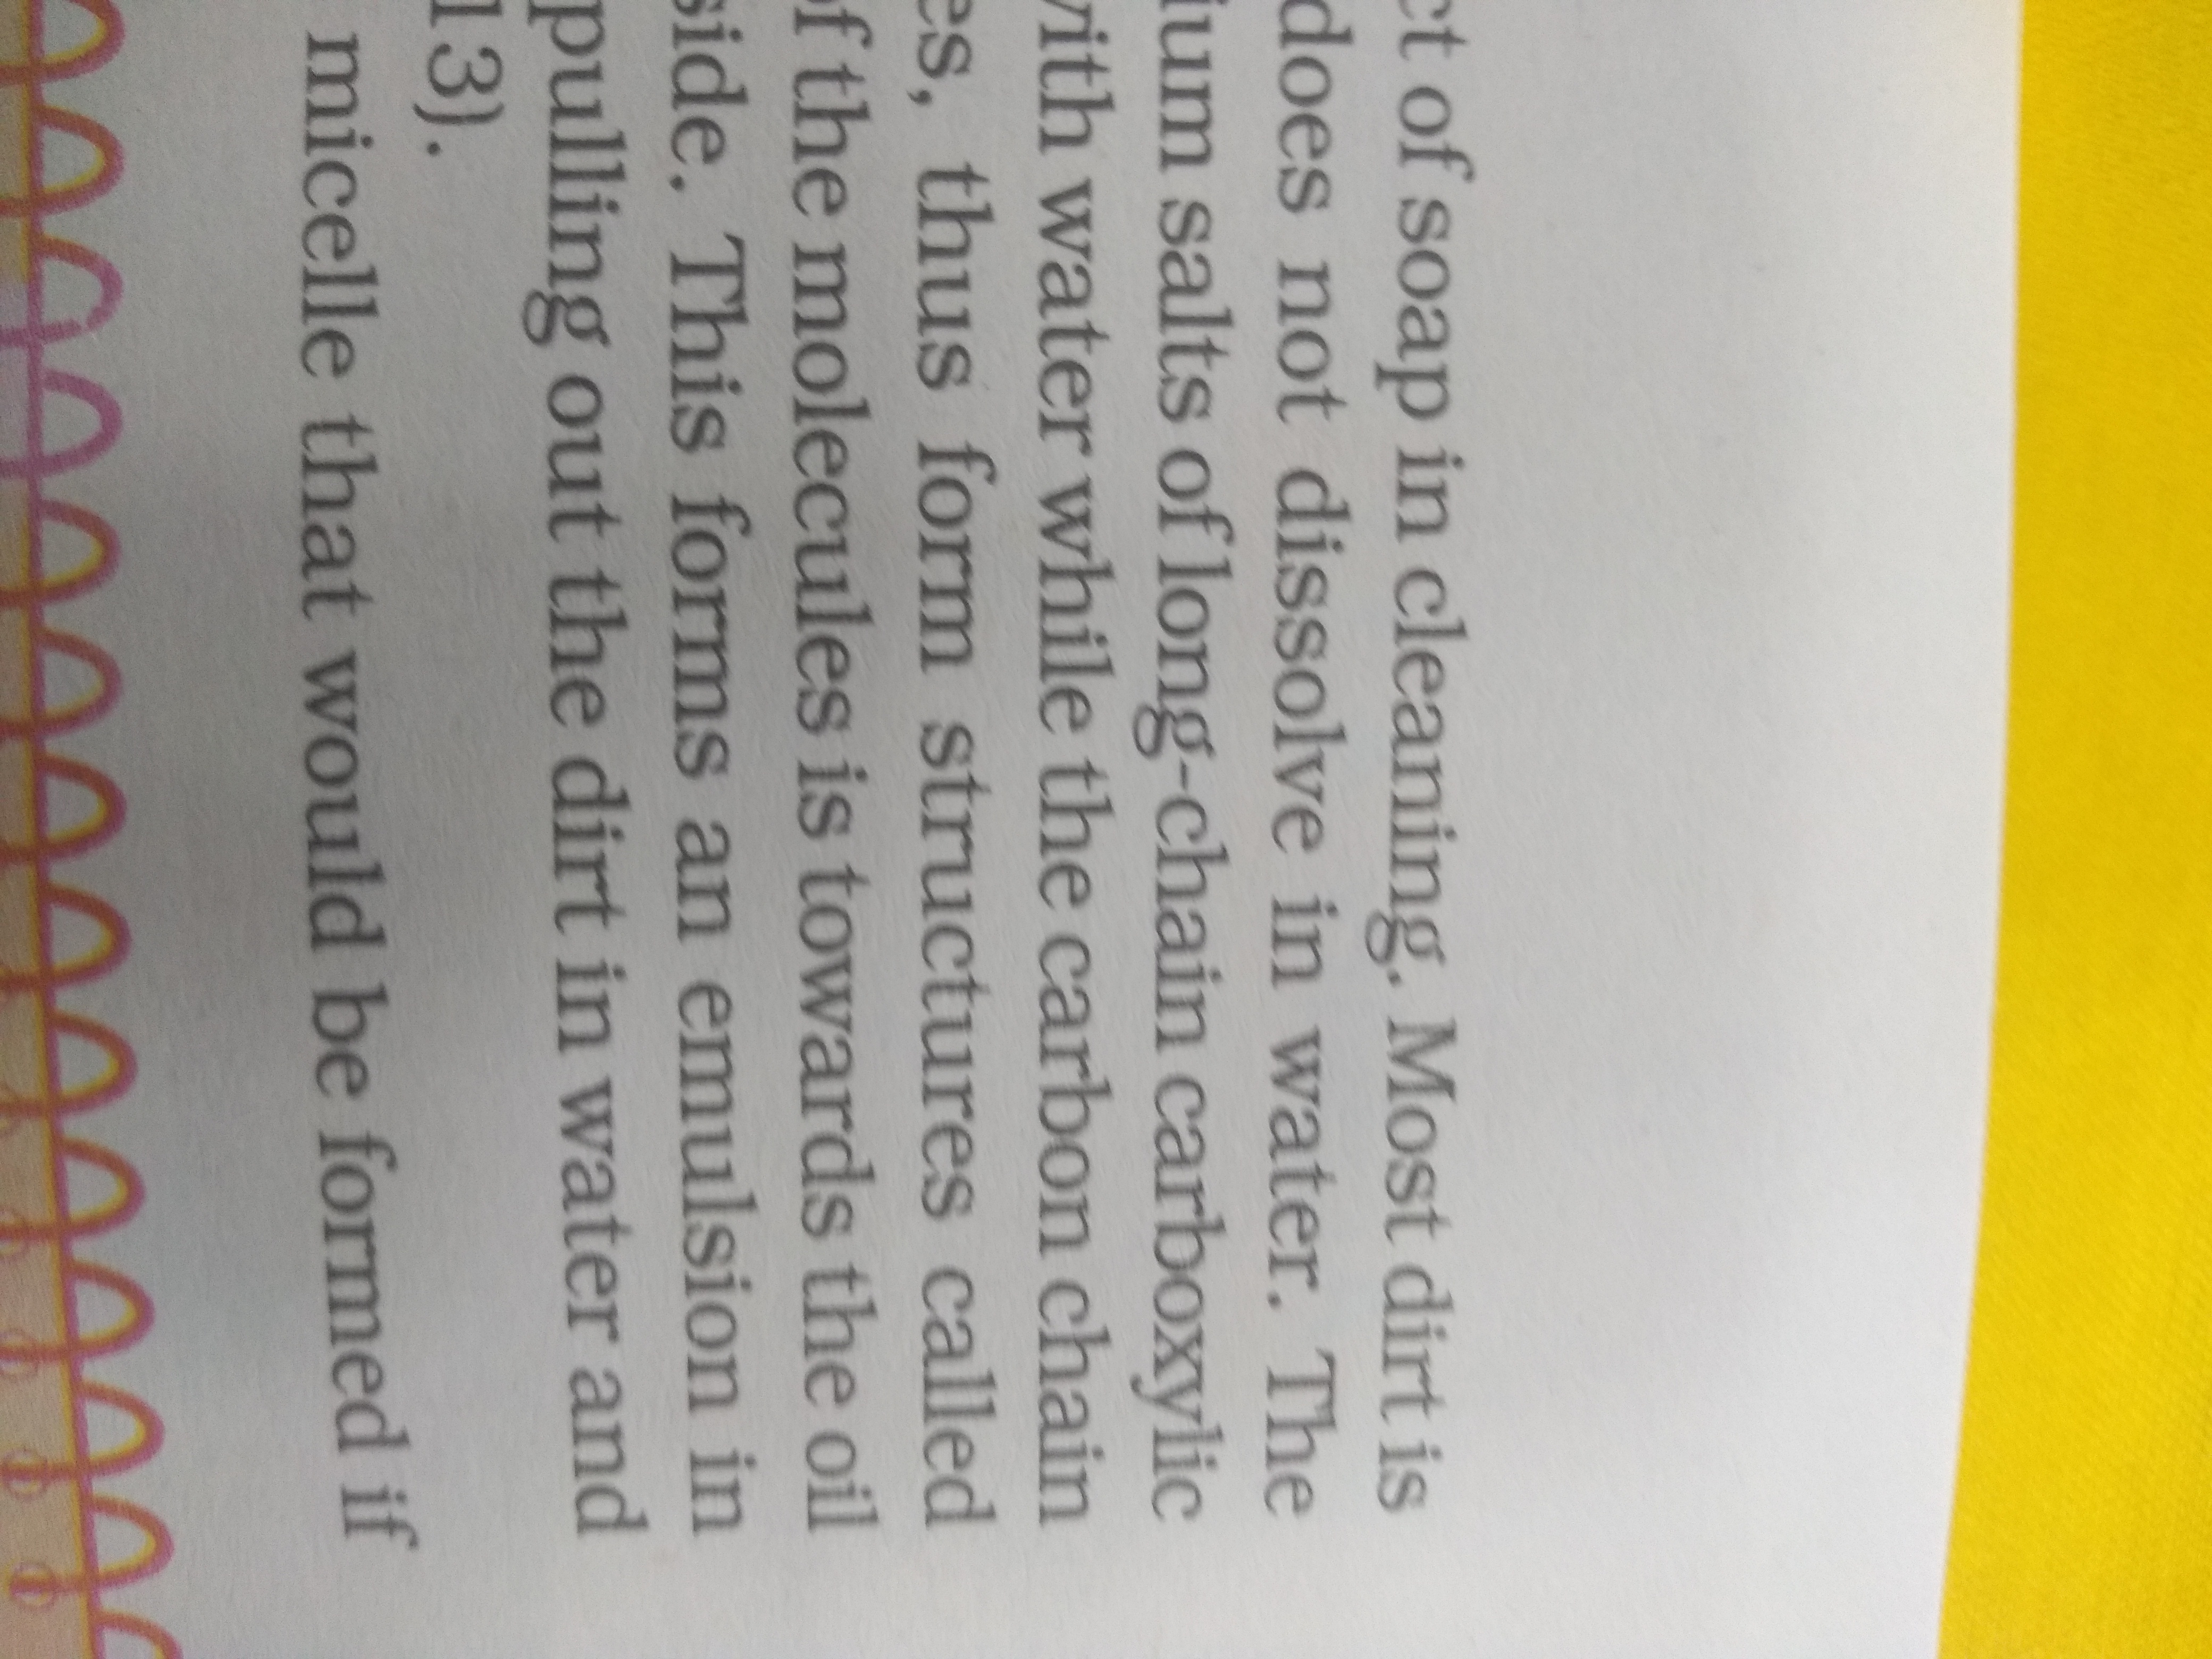 ct of soap in cleaning. Most dirt is
does not dissolve in water. The
ium salts of long-chain carboxylic
with water while the carbon chain
es, thus form structures called
of the molecules is towards the oil
side. This forms an emulsion in
pulling out the dirt in water and
13).
micelle that would be formed if